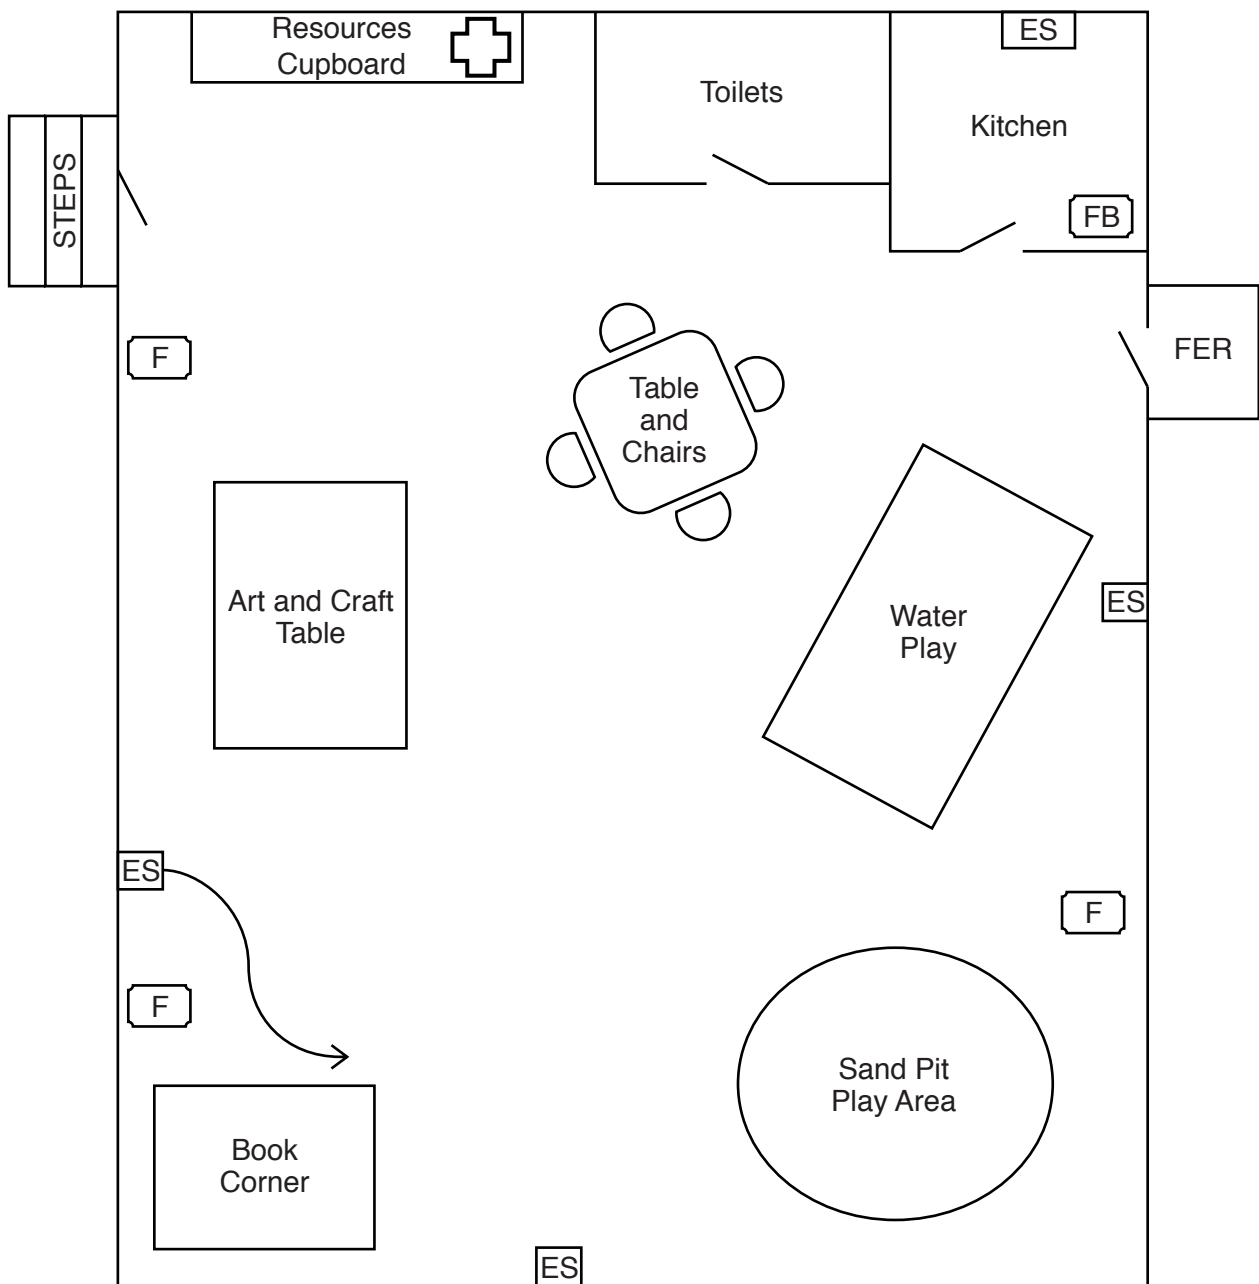 Resources
Cupboard
ES
Toilets
Kitchen
STEPS
FB
F
FER
Table
and
Chairs
Art and Craft
Table
Water
Play
ES
ES
F
F
Sand Pit
Play Area
Book
Corner
ES